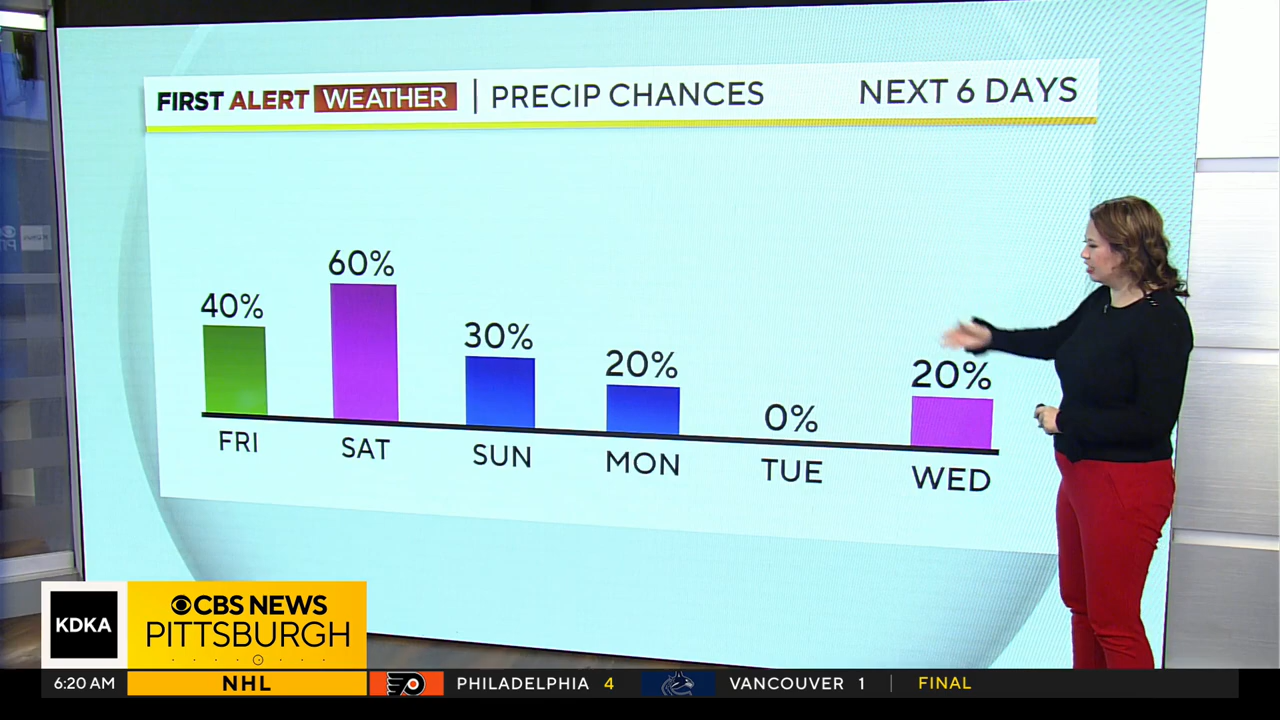 FIRST ALERT WEATHER | PRECIP CHANCES NEXT 6 DAYS
40% 60% 30% 20% 0% 20%
FRI SAT SUN MON TUE WED
KDKA
CBS NEWS
PITTSBURGH
6:20 AM NHL PHILADELPHIA 4 VANCOUVER 1 | FINAL